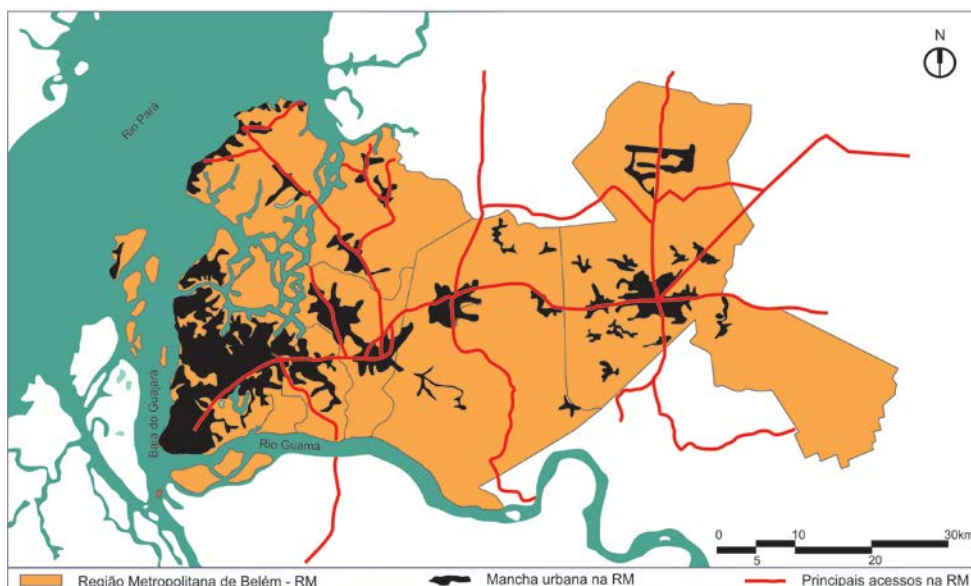 N
Rio Pará
Baia do Guajará
Rio Guamá
0 10 30km
5 20
Região Metropolitana de Belém - RM
Mancha urbana na RM
Principais acessos na RM